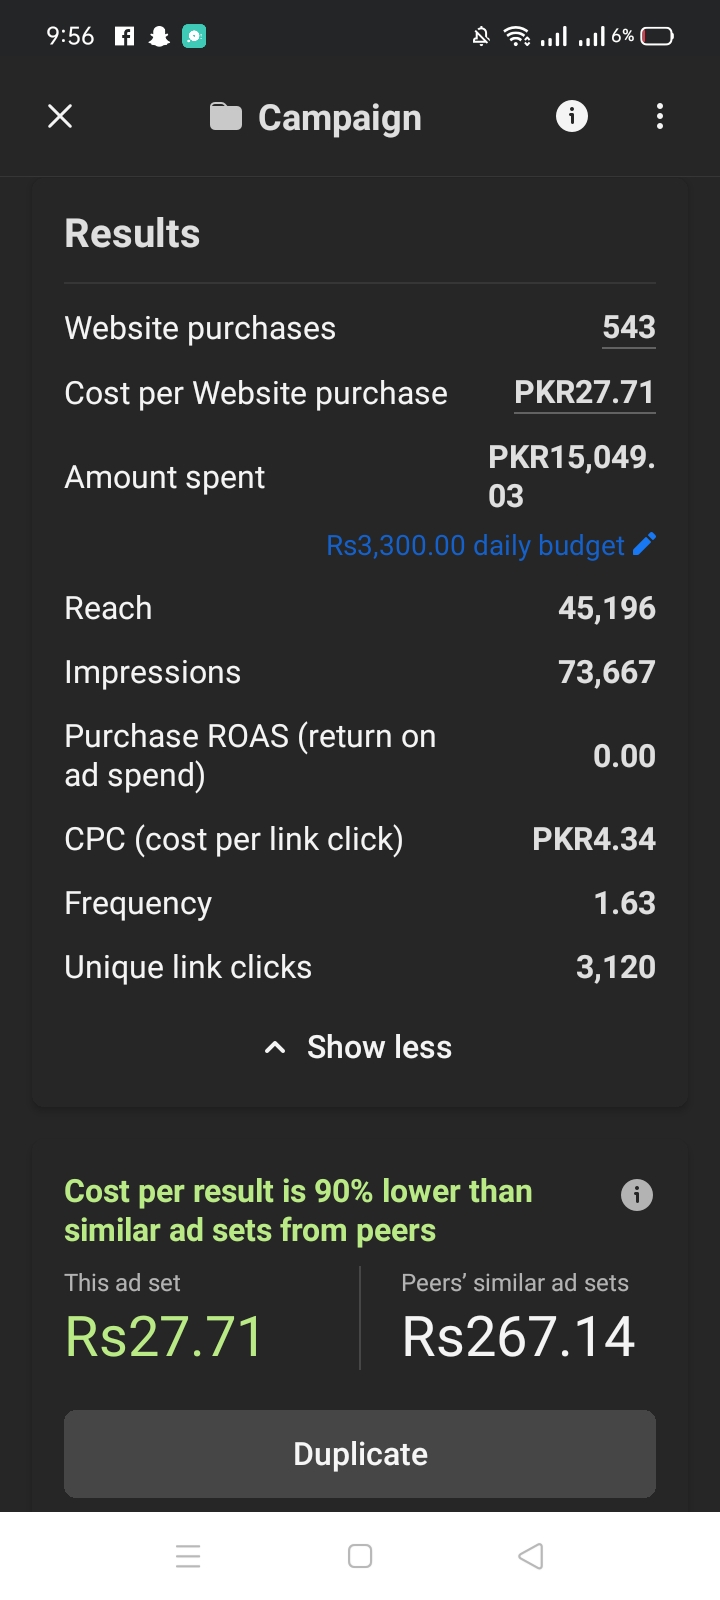 9:56
6%
Campaign
Results
Website purchases 543
Cost per Website purchase PKR27.71
Amount spent PKR15,049.
03
Rs3,300.00 daily budget
Reach 45,196
Impressions 73,667
Purchase ROAS (return on
ad spend) 0.00
CPC (cost per link click) PKR4.34
Frequency 1.63
Unique link clicks 3,120
Show less
Cost per result is 90% lower than
similar ad sets from peers
This ad set Peers’ similar ad sets
Rs27.71 Rs267.14
Duplicate